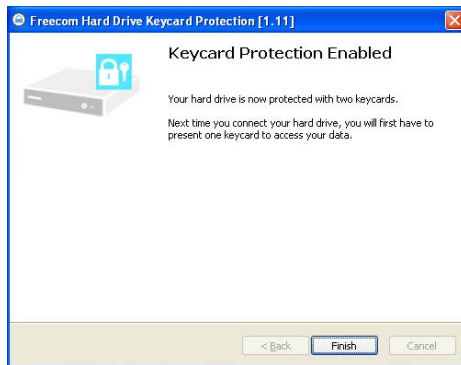 Freecom Hard Drive Keycard Protection [1.11]
Keycard Protection Enabled
Your hard drive is now protected with two keycards.
Next time you connect your hard drive, you will first have to
present one keycard to access your data.
< Back
Finish
Cancel